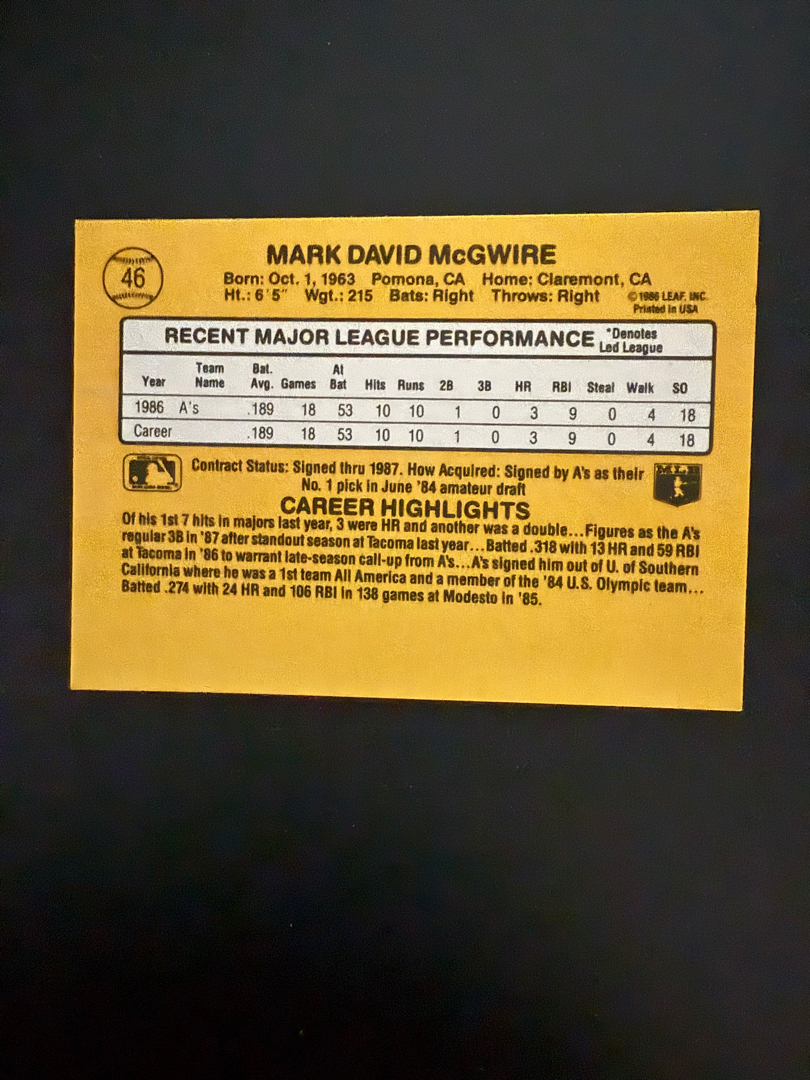 46
MARK DAVID McGWIRE
Born: Oct. 1, 1963 Pomona, CA Home: Claremont, CA
Ht.: 6'5" Wgt.: 215 Bats: Right Throws: Right ©1986 LEAF, INC.
Printed in USA
RECENT MAJOR LEAGUE PERFORMANCE *Denotes
Led League
Year Team Name Bat. Avg. Games At Bat Hits Runs 2B 3B HR RBI Steal Walk SO
1986 A's .189 18 53 10 10 1 0 3 9 0 4 18
Career .189 18 53 10 10 1 0 3 9 0 4 18
Contract Status: Signed thru 1987. How Acquired: Signed by A's as their
No. 1 pick in June '84 amateur draft
MLB
CAREER HIGHLIGHTS
Of his 1st 7 hits in majors last year, 3 were HR and another was a double...Figures as the A's
regular 3B in '87 after standout season at Tacoma last year...Batted .318 with 13 HR and 59 RBI
at Tacoma in '86 to warrant late-season call-up from A's...A's signed him out of U. of Southern
California where he was a 1st team All America and a member of the '84 U.S. Olympic team...
Batted .274 with 24 HR and 106 RBI in 138 games at Modesto in '85.